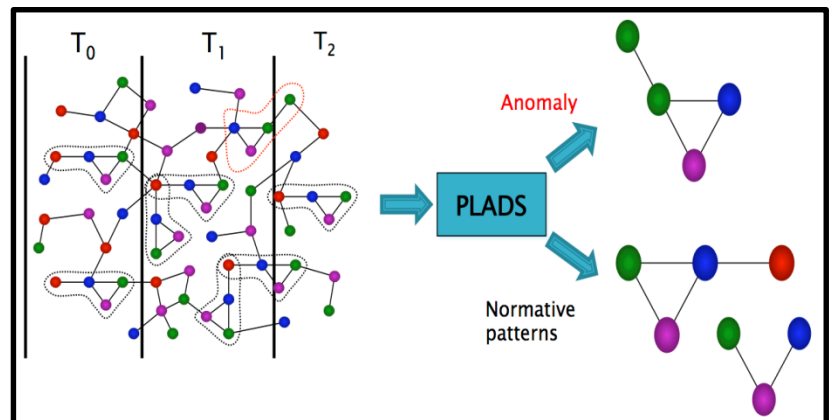 T₀ T₁ T₂
Anomaly
PLADS
Normative
patterns